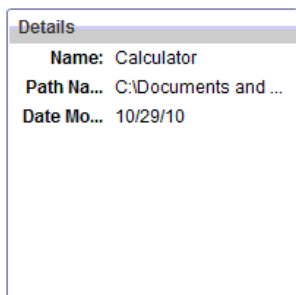 Details
Name: Calculator
Path Na... C:\Documents and ...
Date Mo... 10/29/10